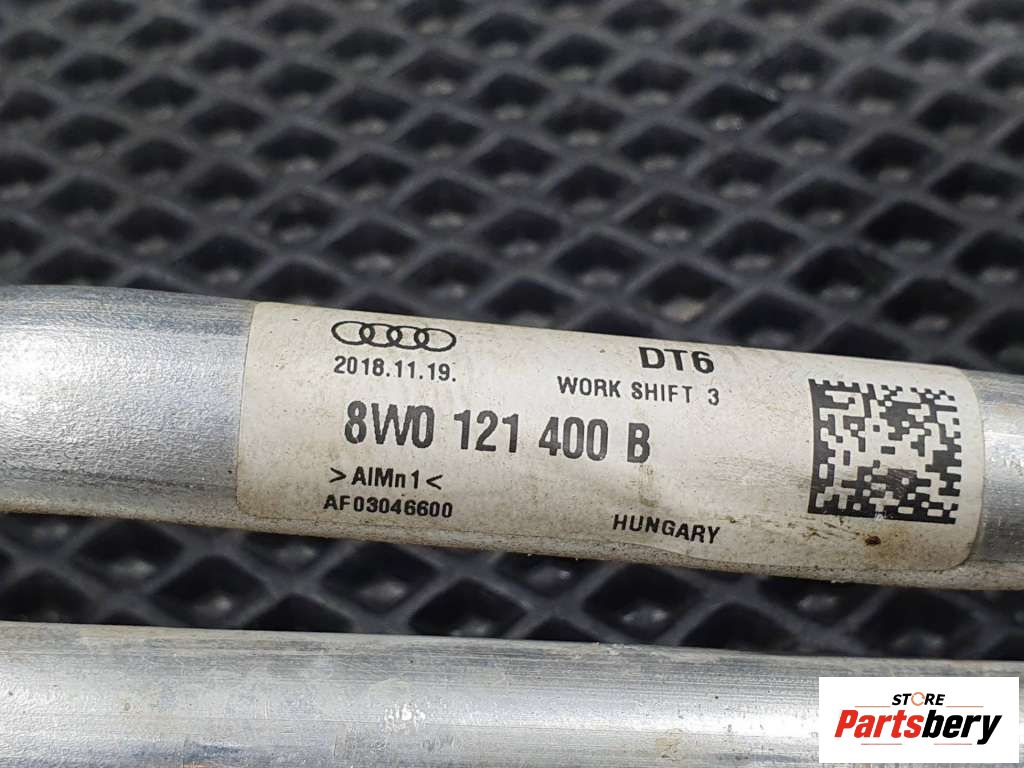 2018.11.19.
DT6
WORK SHIFT 3
8W0 121 400 B
>AlMn1<
AF03046600
HUNGARY
STORE
Partsbery